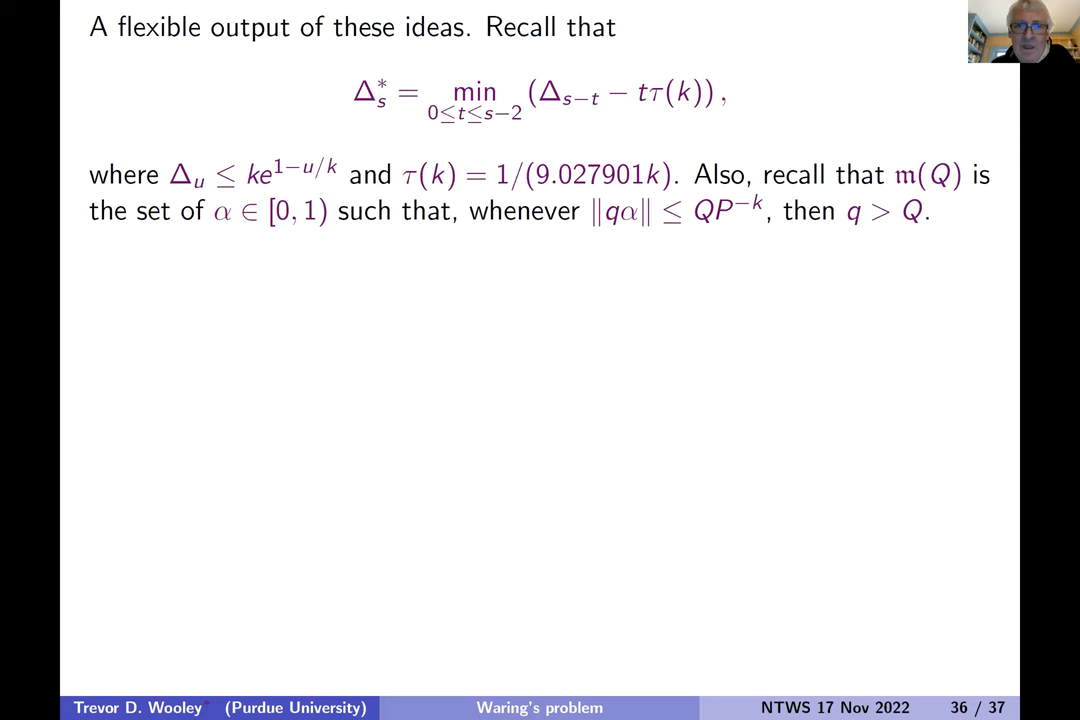 A flexible output of these ideas. Recall that
Δ*ₛ = min_{0≤t≤s−2} (Δ_{s−t} − tτ(k)),
where Δᵤ ≤ ke^{1−u/k} and τ(k) = 1/(9.027901k). Also, recall that 𝔪(Q) is
the set of α ∈ [0, 1) such that, whenever ‖qα‖ ≤ QP^{−k}, then q > Q.
Trevor D. Wooley (Purdue University) Waring's problem NTWS 17 Nov 2022 36 / 37